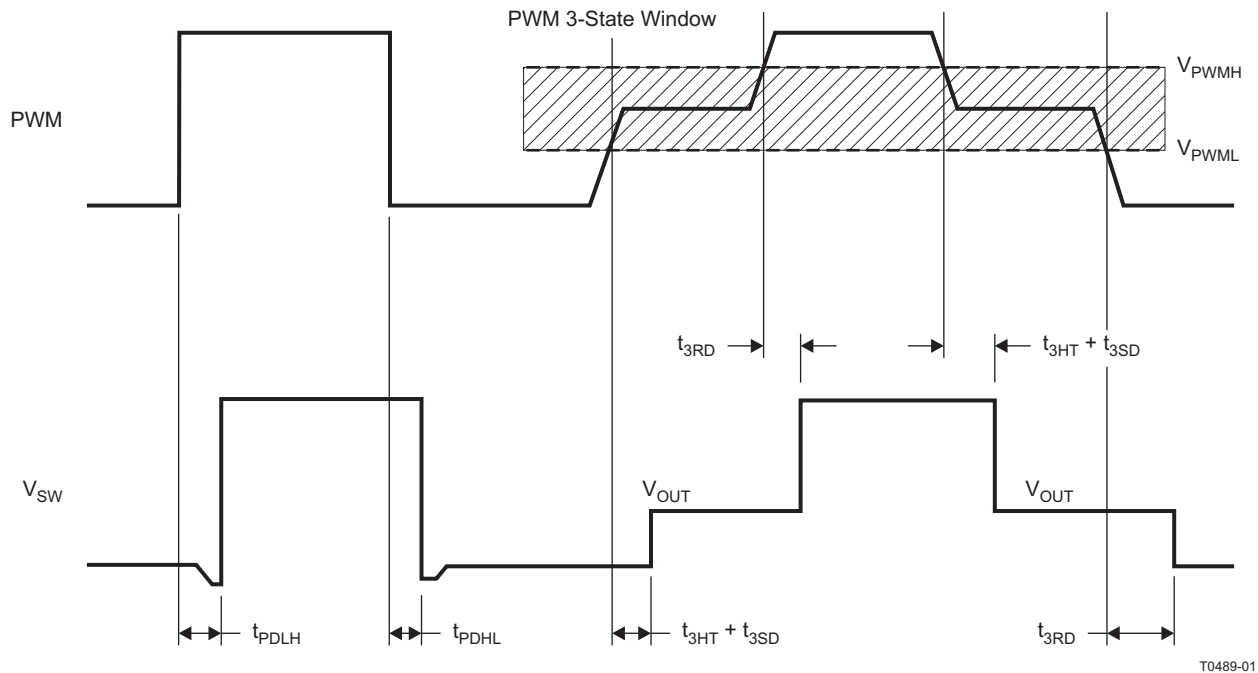 PWM 3-State Window
V_PWMH
PWM
V_PWML
t_3RD
t_3HT + t_3SD
V_SW
V_OUT
V_OUT
t_PDLH
t_PDHL
t_3HT + t_3SD
t_3RD
T0489-01